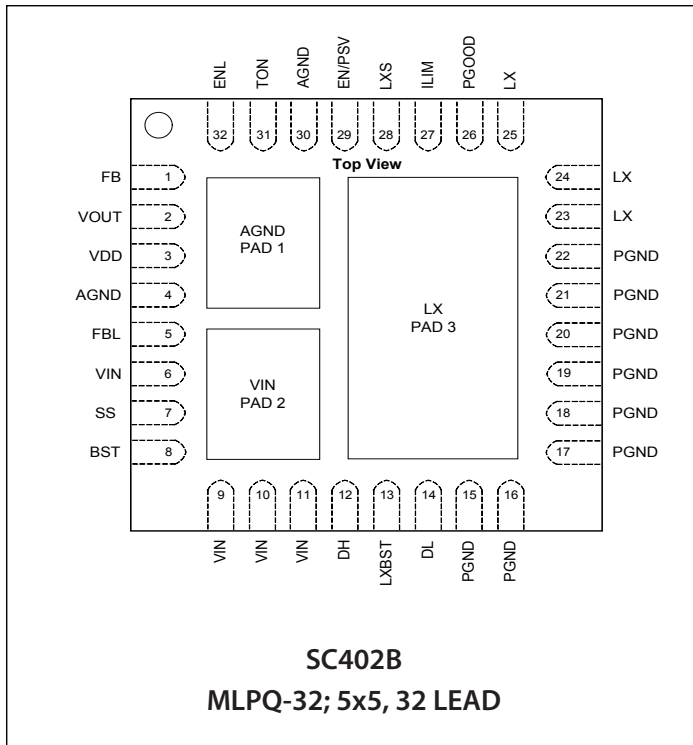 ENL TON AGND EN/PSV LXS ILIM PGOOD LX
32 31 30 29 28 27 26 25
Top View
FB 1
VOUT 2
VDD 3
AGND 4
FBL 5
VIN 6
SS 7
BST 8
AGND
PAD 1
VIN
PAD 2
LX
PAD 3
24 LX
23 LX
22 PGND
21 PGND
20 PGND
19 PGND
18 PGND
17 PGND
9 10 11 12 13 14 15 16
VIN VIN VIN DH LXBST DL PGND PGND
SC402B
MLPQ-32; 5x5, 32 LEAD